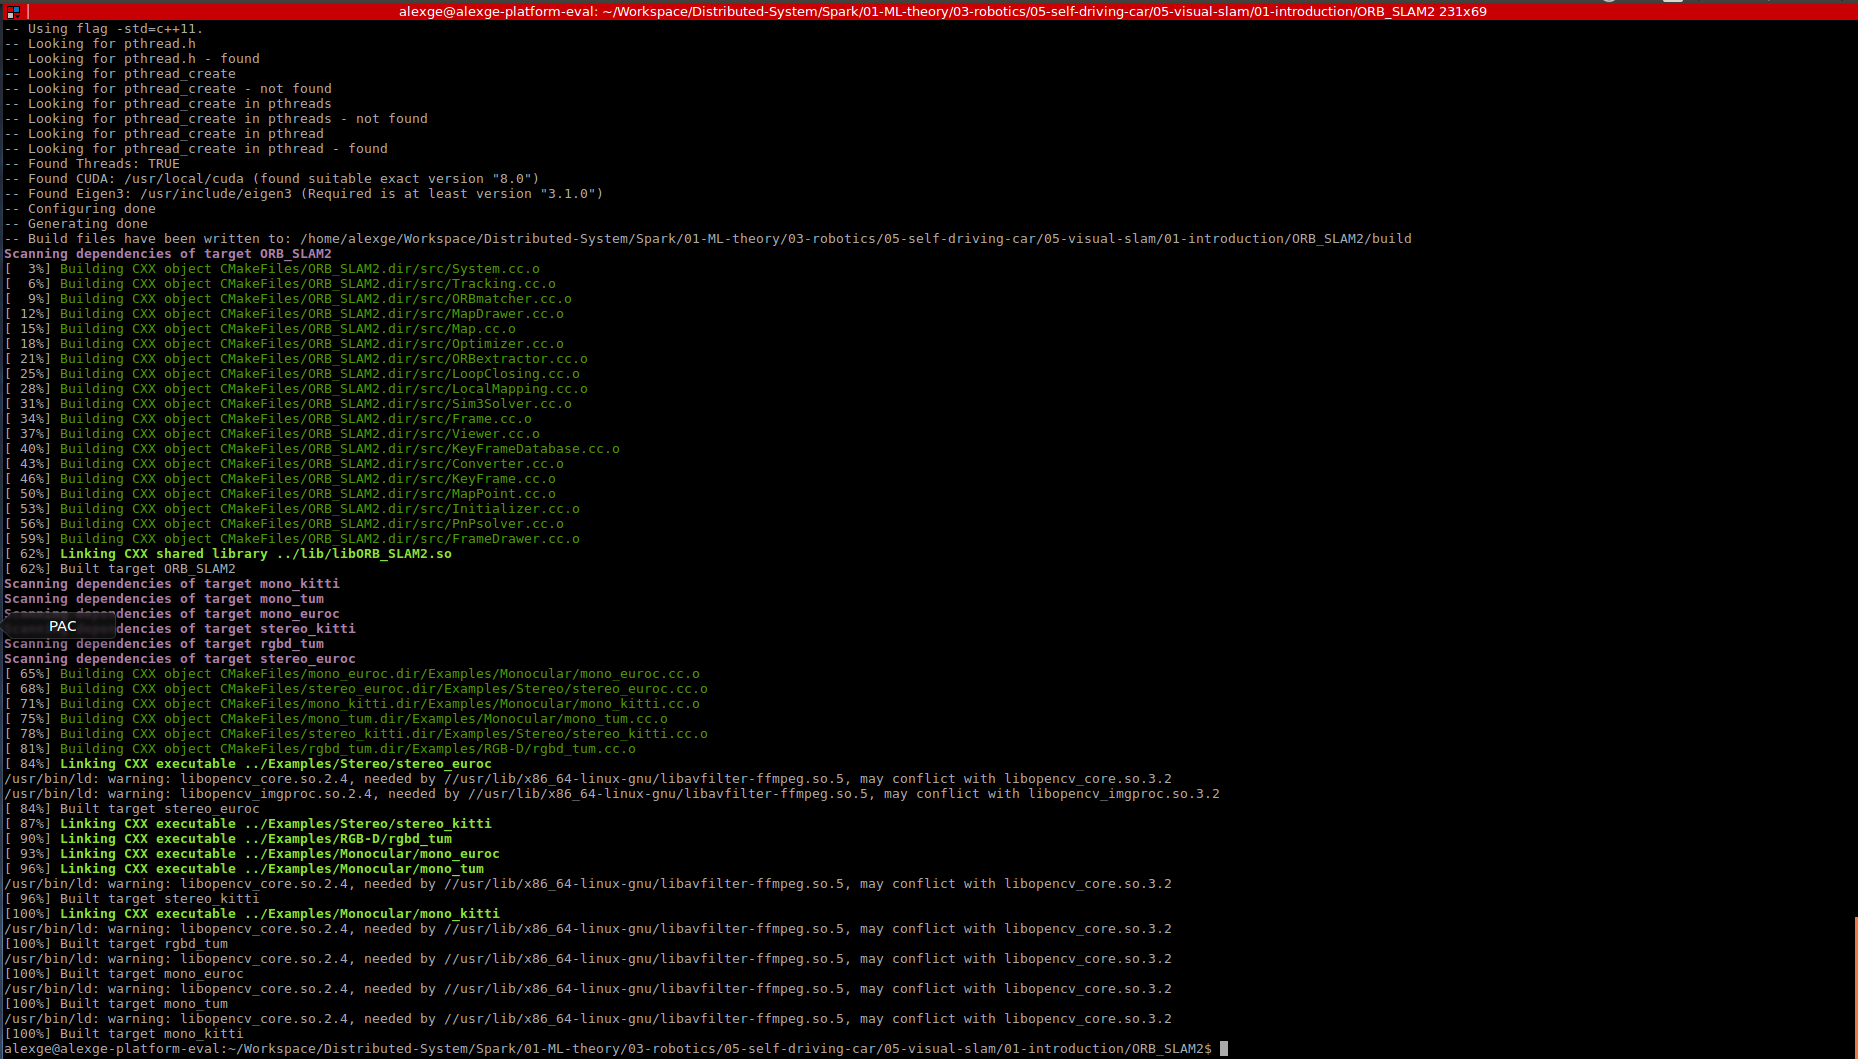 alexge@alexge-platform-eval: ~/Workspace/Distributed-System/Spark/01-ML-theory/03-robotics/05-self-driving-car/05-visual-slam/01-introduction/ORB_SLAM2 231x69
-- Using flag -std=c++11.
-- Looking for pthread.h
-- Looking for pthread.h - found
-- Looking for pthread_create
-- Looking for pthread_create - not found
-- Looking for pthread_create in pthreads
-- Looking for pthread_create in pthreads - not found
-- Looking for pthread_create in pthread
-- Looking for pthread_create in pthread - found
-- Found Threads: TRUE
-- Found CUDA: /usr/local/cuda (found suitable exact version "8.0")
-- Found Eigen3: /usr/include/eigen3 (Required is at least version "3.1.0")
-- Configuring done
-- Generating done
-- Build files have been written to: /home/alexge/Workspace/Distributed-System/Spark/01-ML-theory/03-robotics/05-self-driving-car/05-visual-slam/01-introduction/ORB_SLAM2/build
Scanning dependencies of target ORB_SLAM2
[  3%] Building CXX object CMakeFiles/ORB_SLAM2.dir/src/System.cc.o
[  6%] Building CXX object CMakeFiles/ORB_SLAM2.dir/src/Tracking.cc.o
[  9%] Building CXX object CMakeFiles/ORB_SLAM2.dir/src/ORBmatcher.cc.o
[ 12%] Building CXX object CMakeFiles/ORB_SLAM2.dir/src/MapDrawer.cc.o
[ 15%] Building CXX object CMakeFiles/ORB_SLAM2.dir/src/Map.cc.o
[ 18%] Building CXX object CMakeFiles/ORB_SLAM2.dir/src/Optimizer.cc.o
[ 21%] Building CXX object CMakeFiles/ORB_SLAM2.dir/src/ORBextractor.cc.o
[ 25%] Building CXX object CMakeFiles/ORB_SLAM2.dir/src/LoopClosing.cc.o
[ 28%] Building CXX object CMakeFiles/ORB_SLAM2.dir/src/LocalMapping.cc.o
[ 31%] Building CXX object CMakeFiles/ORB_SLAM2.dir/src/Sim3Solver.cc.o
[ 34%] Building CXX object CMakeFiles/ORB_SLAM2.dir/src/Frame.cc.o
[ 37%] Building CXX object CMakeFiles/ORB_SLAM2.dir/src/Viewer.cc.o
[ 40%] Building CXX object CMakeFiles/ORB_SLAM2.dir/src/KeyFrameDatabase.cc.o
[ 43%] Building CXX object CMakeFiles/ORB_SLAM2.dir/src/Converter.cc.o
[ 46%] Building CXX object CMakeFiles/ORB_SLAM2.dir/src/KeyFrame.cc.o
[ 50%] Building CXX object CMakeFiles/ORB_SLAM2.dir/src/MapPoint.cc.o
[ 53%] Building CXX object CMakeFiles/ORB_SLAM2.dir/src/Initializer.cc.o
[ 56%] Building CXX object CMakeFiles/ORB_SLAM2.dir/src/PnPsolver.cc.o
[ 59%] Building CXX object CMakeFiles/ORB_SLAM2.dir/src/FrameDrawer.cc.o
[ 62%] Linking CXX shared library ../lib/libORB_SLAM2.so
[ 62%] Built target ORB_SLAM2
Scanning dependencies of target mono_kitti
Scanning dependencies of target mono_tum
Scanning dependencies of target mono_euroc
PAC
dencies of target stereo_kitti
Scanning dependencies of target rgbd_tum
Scanning dependencies of target stereo_euroc
[ 65%] Building CXX object CMakeFiles/mono_euroc.dir/Examples/Monocular/mono_euroc.cc.o
[ 68%] Building CXX object CMakeFiles/stereo_euroc.dir/Examples/Stereo/stereo_euroc.cc.o
[ 71%] Building CXX object CMakeFiles/mono_kitti.dir/Examples/Monocular/mono_kitti.cc.o
[ 75%] Building CXX object CMakeFiles/mono_tum.dir/Examples/Monocular/mono_tum.cc.o
[ 78%] Building CXX object CMakeFiles/stereo_kitti.dir/Examples/Stereo/stereo_kitti.cc.o
[ 81%] Building CXX object CMakeFiles/rgbd_tum.dir/Examples/RGB-D/rgbd_tum.cc.o
[ 84%] Linking CXX executable ../Examples/Stereo/stereo_euroc
/usr/bin/ld: warning: libopencv_core.so.2.4, needed by //usr/lib/x86_64-linux-gnu/libavfilter-ffmpeg.so.5, may conflict with libopencv_core.so.3.2
/usr/bin/ld: warning: libopencv_imgproc.so.2.4, needed by //usr/lib/x86_64-linux-gnu/libavfilter-ffmpeg.so.5, may conflict with libopencv_imgproc.so.3.2
[ 84%] Built target stereo_euroc
[ 87%] Linking CXX executable ../Examples/Stereo/stereo_kitti
[ 90%] Linking CXX executable ../Examples/RGB-D/rgbd_tum
[ 93%] Linking CXX executable ../Examples/Monocular/mono_euroc
[ 96%] Linking CXX executable ../Examples/Monocular/mono_tum
/usr/bin/ld: warning: libopencv_core.so.2.4, needed by //usr/lib/x86_64-linux-gnu/libavfilter-ffmpeg.so.5, may conflict with libopencv_core.so.3.2
[ 96%] Built target stereo_kitti
[100%] Linking CXX executable ../Examples/Monocular/mono_kitti
/usr/bin/ld: warning: libopencv_core.so.2.4, needed by //usr/lib/x86_64-linux-gnu/libavfilter-ffmpeg.so.5, may conflict with libopencv_core.so.3.2
[100%] Built target rgbd_tum
/usr/bin/ld: warning: libopencv_core.so.2.4, needed by //usr/lib/x86_64-linux-gnu/libavfilter-ffmpeg.so.5, may conflict with libopencv_core.so.3.2
[100%] Built target mono_euroc
/usr/bin/ld: warning: libopencv_core.so.2.4, needed by //usr/lib/x86_64-linux-gnu/libavfilter-ffmpeg.so.5, may conflict with libopencv_core.so.3.2
[100%] Built target mono_tum
/usr/bin/ld: warning: libopencv_core.so.2.4, needed by //usr/lib/x86_64-linux-gnu/libavfilter-ffmpeg.so.5, may conflict with libopencv_core.so.3.2
[100%] Built target mono_kitti
alexge@alexge-platform-eval:~/Workspace/Distributed-System/Spark/01-ML-theory/03-robotics/05-self-driving-car/05-visual-slam/01-introduction/ORB_SLAM2$